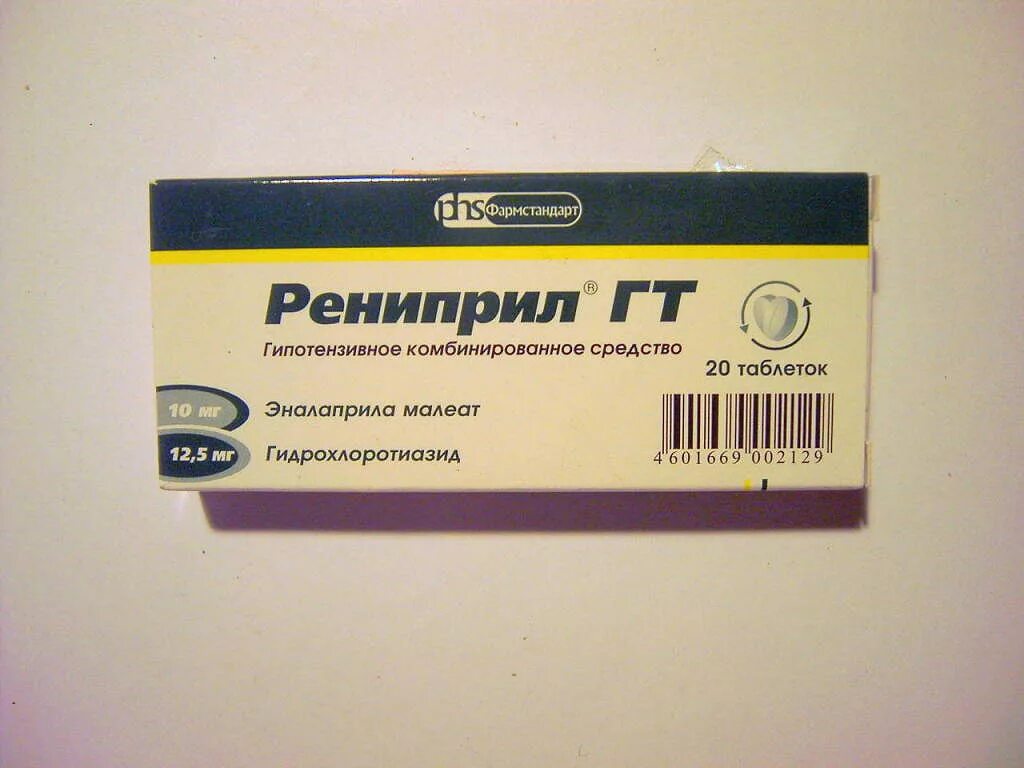 phs Фармстандарт
Рениприл® ГТ
Гипотензивное комбинированное средство
20 таблеток
10 мг Эналаприла малеат
12,5 мг Гидрохлоротиазид
4 601669 002129